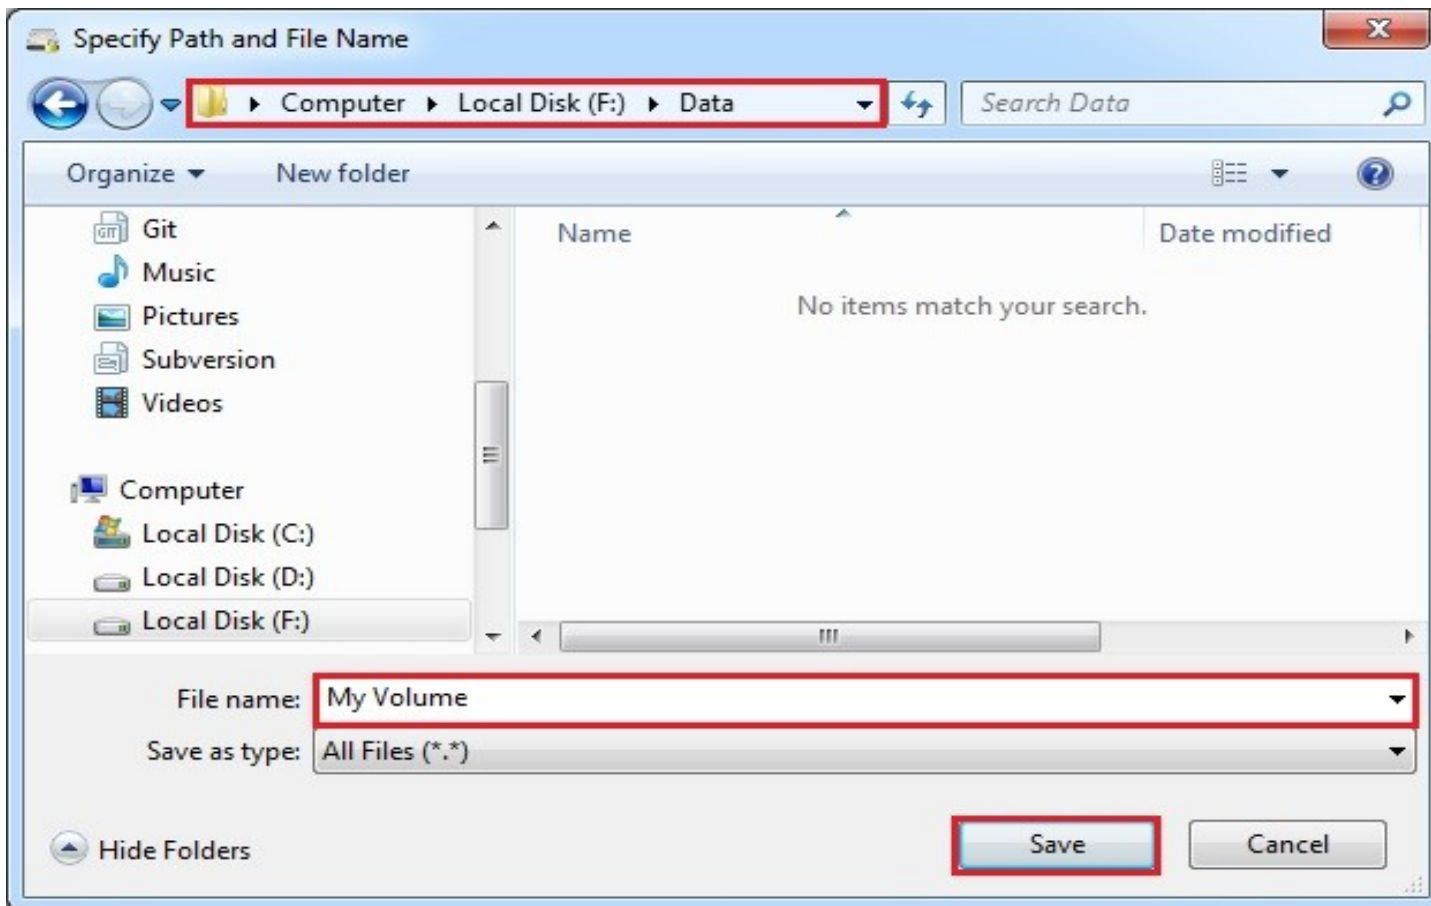 Specify Path and File Name
Computer Local Disk (F:) Data
Search Data
Organize New folder
Name Date modified
Git
Music
No items match your search.
Pictures
Subversion
Videos
Computer
Local Disk (C:)
Local Disk (D:)
Local Disk (F:)
File name: My Volume
Save as type: All Files (*.*)
Hide Folders Save Cancel